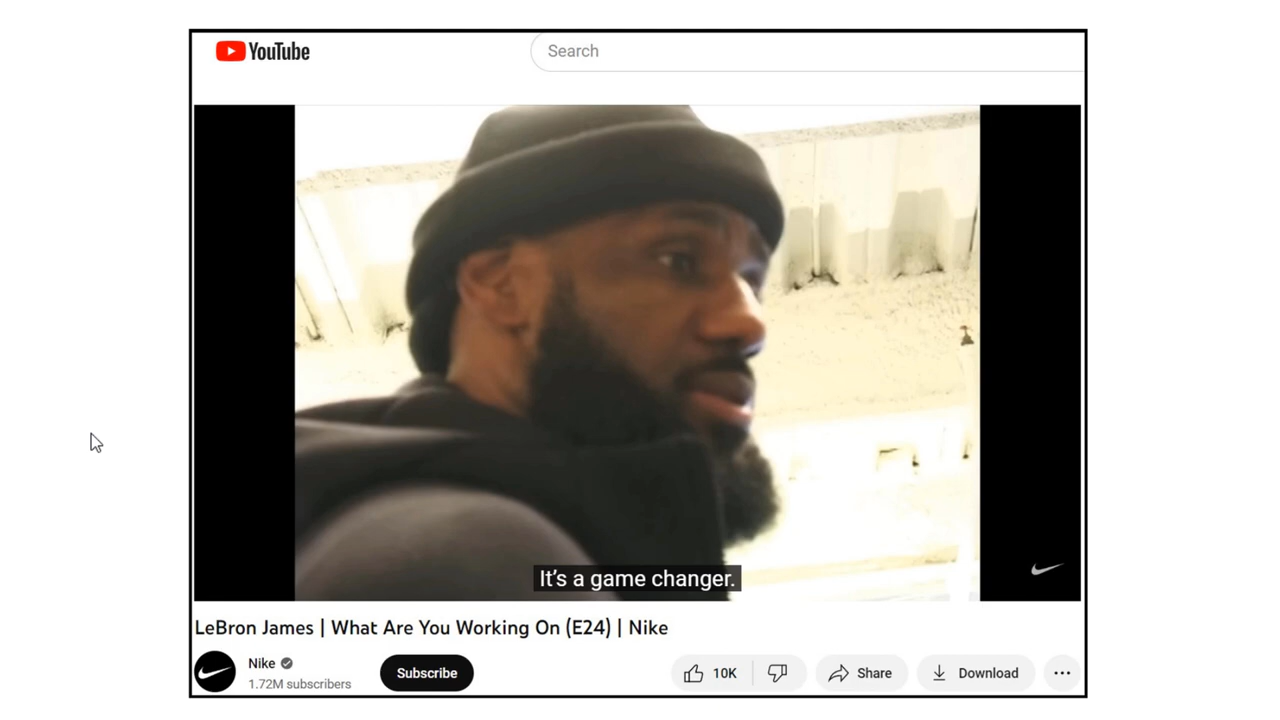 YouTube
Search
It's a game changer.
LeBron James | What Are You Working On (E24) | Nike
Nike
1.72M subscribers
Subscribe
10K
Share
Download